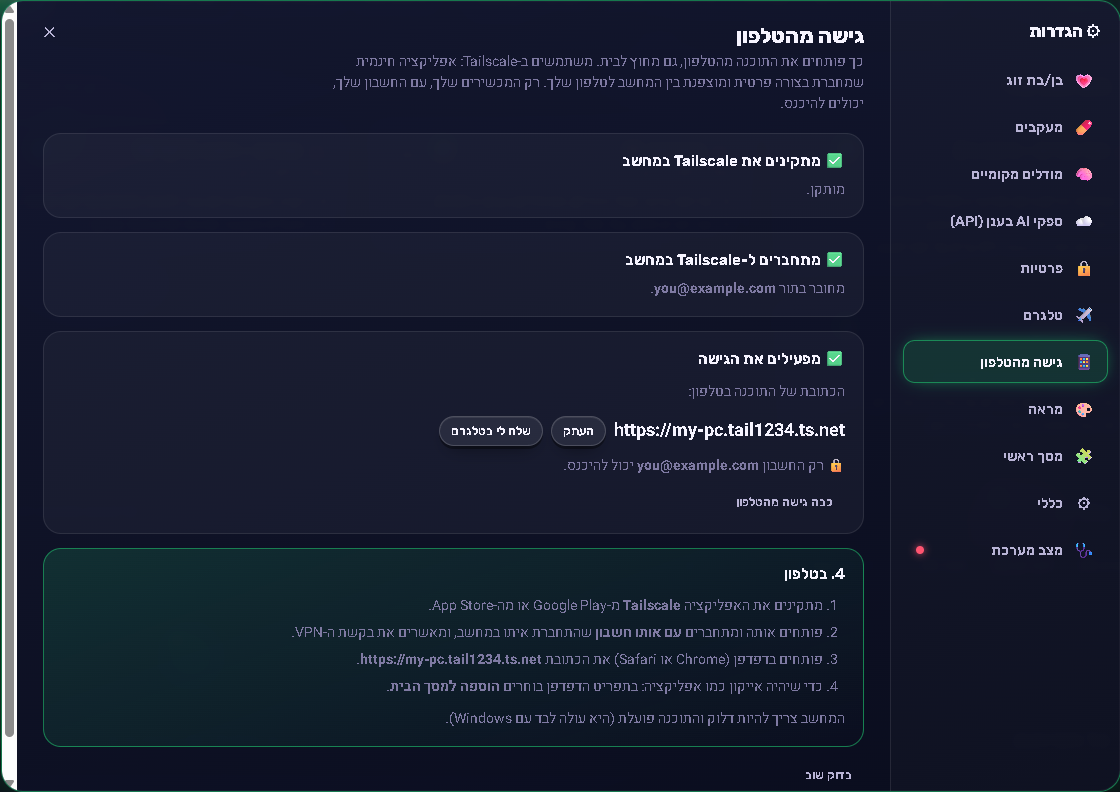 הגדרות
בן/בת זוג
מעקבים
מודלים מקומיים
ספקי AI בענן (API)
פרטיות
טלגרם
גישה מהטלפון
מראה
מסך ראשי
כללי
מצב מערכת
גישה מהטלפון
כך פותחים את התוכנה מהטלפון, גם מחוץ לבית. משתמשים ב-Tailscale: אפליקציה חינמית
שמחברת בצורה פרטית ומוצפנת בין המחשב לטלפון שלך. רק המכשירים שלך, עם החשבון שלך,
יכולים להיכנס.
מתקינים את Tailscale במחשב
מותקן.
מתחברים ל-Tailscale במחשב
מחובר בתור you@example.com.
מפעילים את הגישה
הכתובת של התוכנה בטלפון:
https://my-pc.tail1234.ts.net העתק שלח לי בטלגרם
רק החשבון you@example.com יכול להיכנס.
כבה גישה מהטלפון
4. בטלפון
1. מתקינים את האפליקציה Tailscale מ-Google Play או מה-App Store.
2. פותחים אותה ומתחברים עם אותו חשבון שהתחברת איתו במחשב, ומאשרים את בקשת ה-VPN.
3. פותחים בדפדפן (Chrome או Safari) את הכתובת https://my-pc.tail1234.ts.net.
4. כדי שיהיה אייקון כמו אפליקציה: בתפריט הדפדפן בוחרים הוספה למסך הבית.
המחשב צריך להיות דלוק והתוכנה פועלת (היא עולה לבד עם Windows).
בדוק שוב